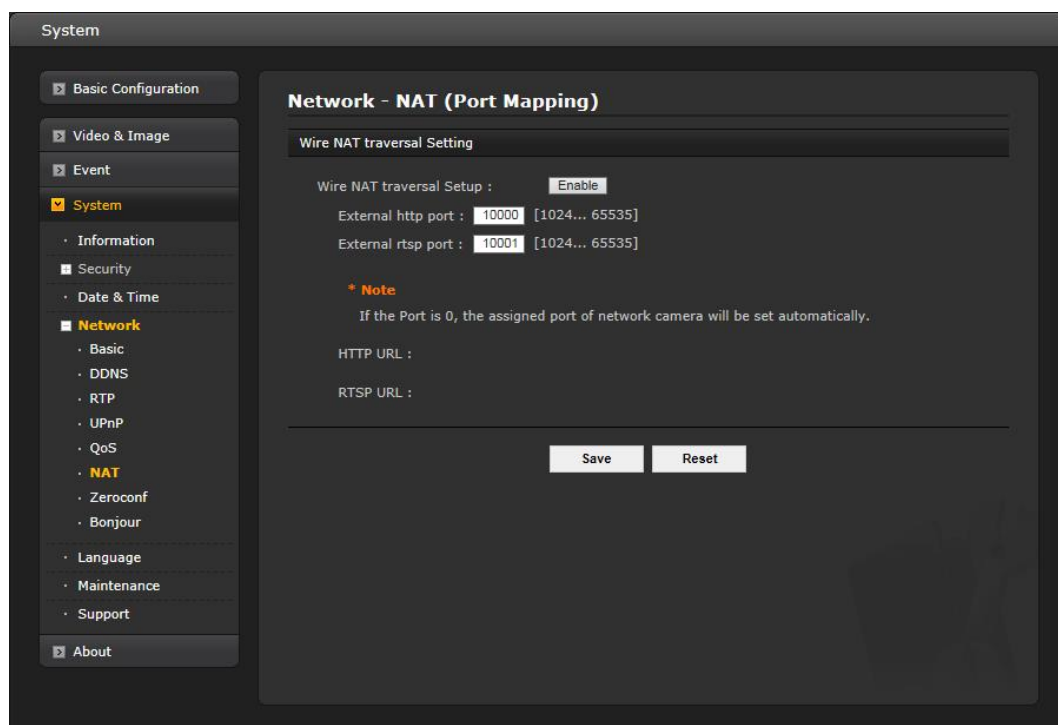 System
Basic Configuration
Video & Image
Event
System
· Information
Security
· Date & Time
Network
· Basic
· DDNS
· RTP
· UPnP
· QoS
· NAT
· Zeroconf
· Bonjour
· Language
· Maintenance
· Support
About
Network - NAT (Port Mapping)
Wire NAT traversal Setting
Wire NAT traversal Setup : Enable
External http port : 10000 [1024... 65535]
External rtsp port : 10001 [1024... 65535]
* Note
If the Port is 0, the assigned port of network camera will be set automatically.
HTTP URL :
RTSP URL :
Save Reset